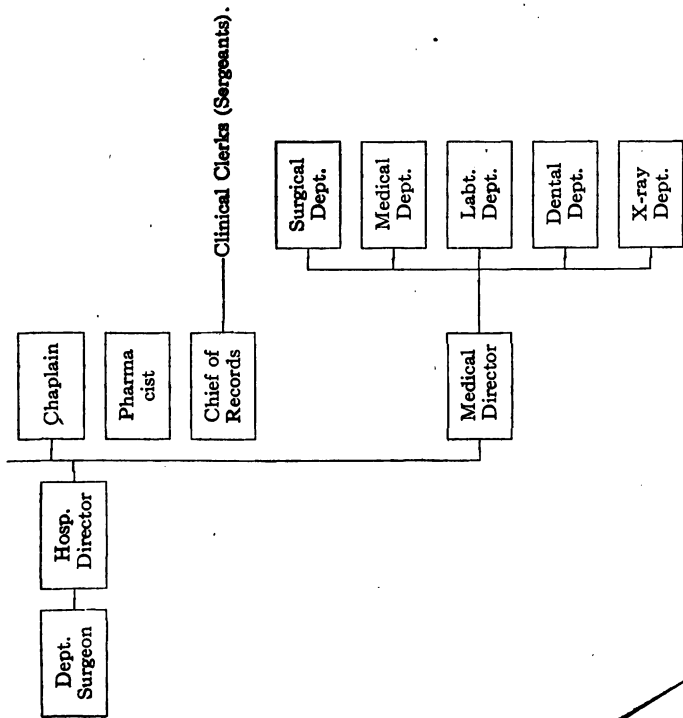 Dept.
Surgeon
Hosp.
Director
Chaplain
Pharma
cist
Chief of
Records
Clinical Clerks (Sergeants).
Medical
Director
Surgical
Dept.
Medical
Dept.
Labt.
Dept.
Dental
Dept.
X-ray
Dept.